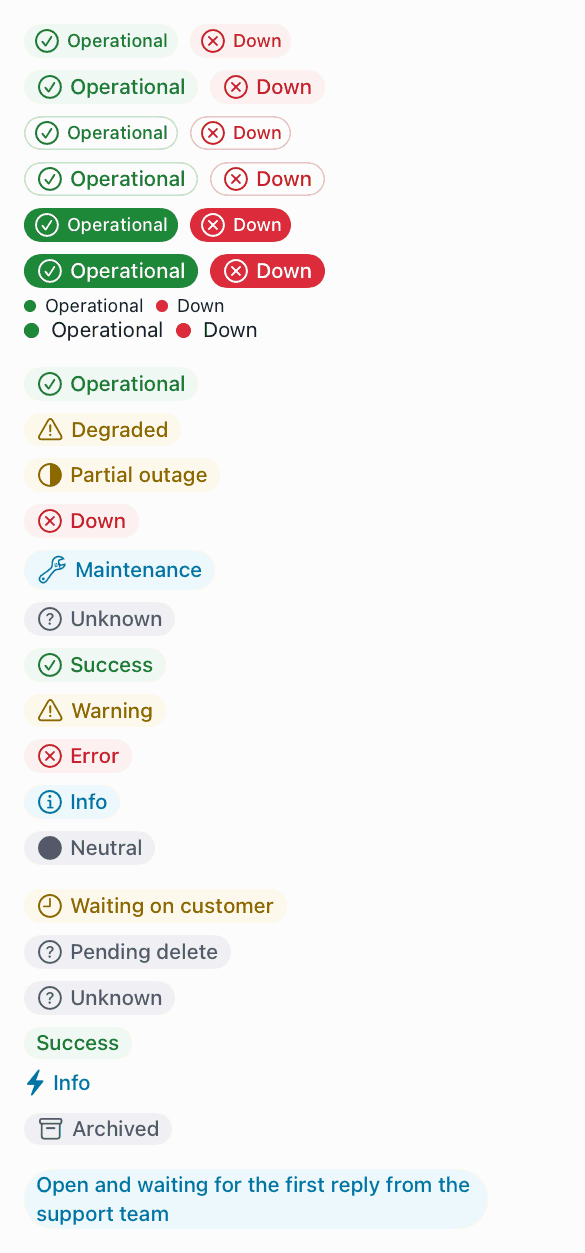 Operational Down
Operational Down
Operational Down
Operational Down
Operational Down
Operational Down
Operational Down
Operational Down
Operational
Degraded
Partial outage
Down
Maintenance
Unknown
Success
Warning
Error
Info
Neutral
Waiting on customer
Pending delete
Unknown
Success
Info
Archived
Open and waiting for the first reply from the
support team